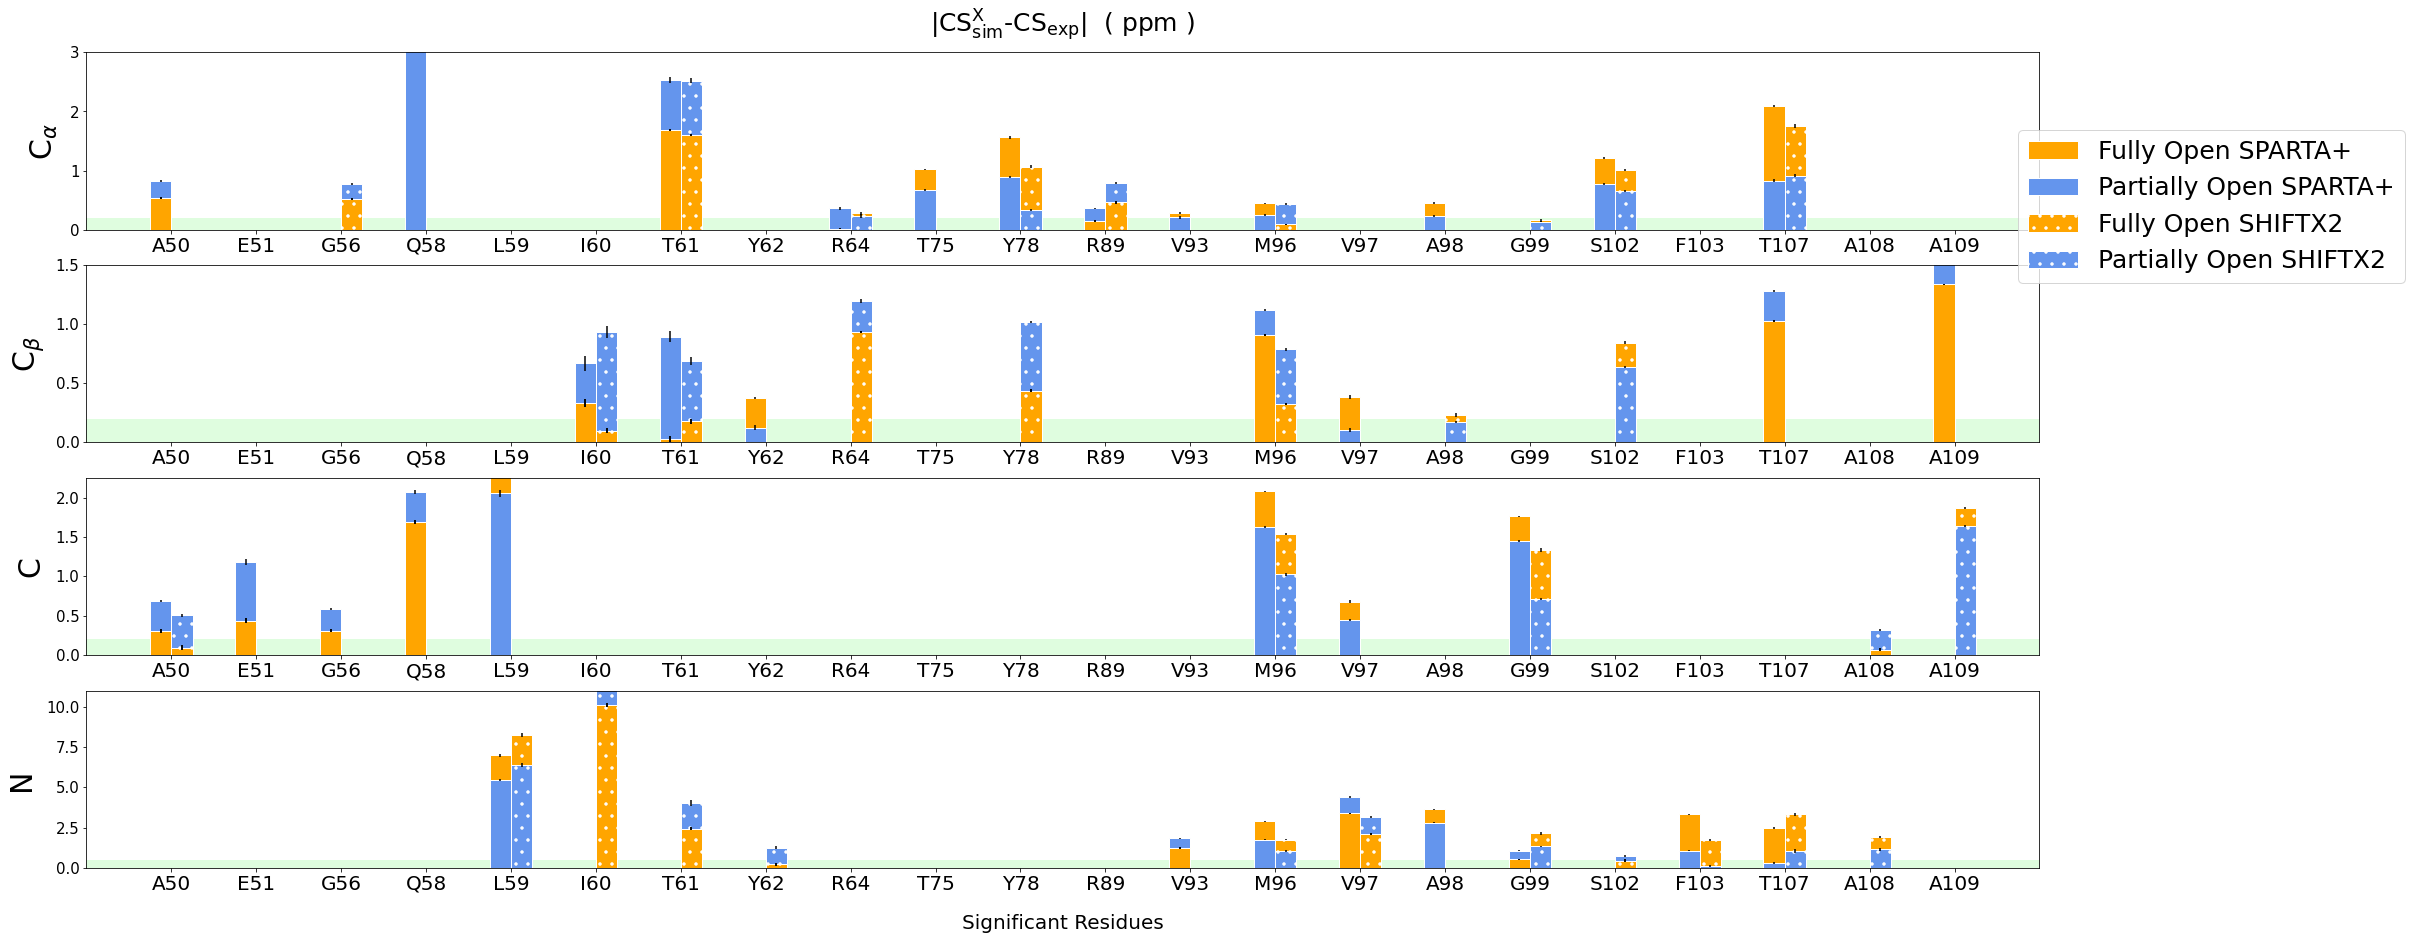 |CS^X_sim-CS_exp| ( ppm )
C_α
3
2
1
0
A50 E51 G56 Q58 L59 I60 T61 Y62 R64 T75 Y78 R89 V93 M96 V97 A98 G99 S102 F103 T107 A108 A109
Fully Open SPARTA+
Partially Open SPARTA+
Fully Open SHIFTX2
Partially Open SHIFTX2
C_β
1.5
1.0
0.5
0.0
A50 E51 G56 Q58 L59 I60 T61 Y62 R64 T75 Y78 R89 V93 M96 V97 A98 G99 S102 F103 T107 A108 A109
C
2.0
1.5
1.0
0.5
0.0
A50 E51 G56 Q58 L59 I60 T61 Y62 R64 T75 Y78 R89 V93 M96 V97 A98 G99 S102 F103 T107 A108 A109
N
10.0
7.5
5.0
2.5
0.0
A50 E51 G56 Q58 L59 I60 T61 Y62 R64 T75 Y78 R89 V93 M96 V97 A98 G99 S102 F103 T107 A108 A109
Significant Residues